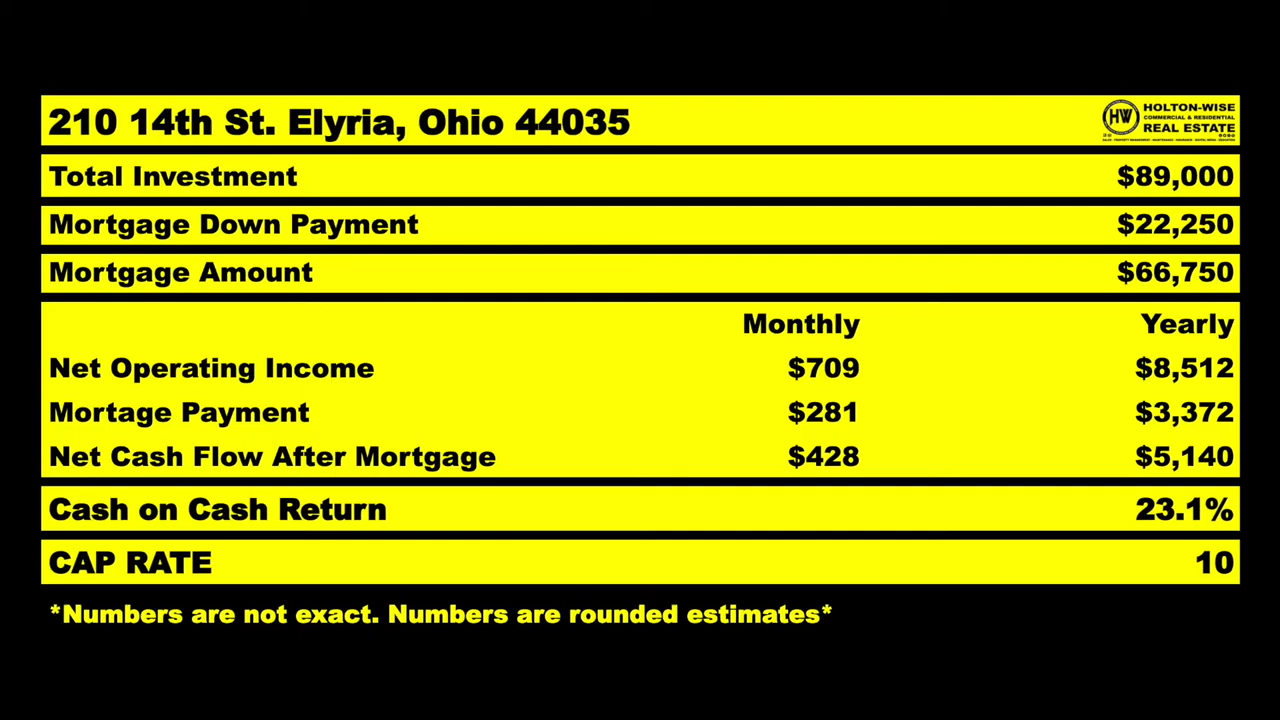 210 14th St. Elyria, Ohio 44035
HOLTON-WISE
COMMERCIAL & RESIDENTIAL
REAL ESTATE
HW
Total Investment $89,000
Mortgage Down Payment $22,250
Mortgage Amount $66,750
Monthly Yearly
Net Operating Income $709 $8,512
Mortage Payment $281 $3,372
Net Cash Flow After Mortgage $428 $5,140
Cash on Cash Return 23.1%
CAP RATE 10
*Numbers are not exact. Numbers are rounded estimates*